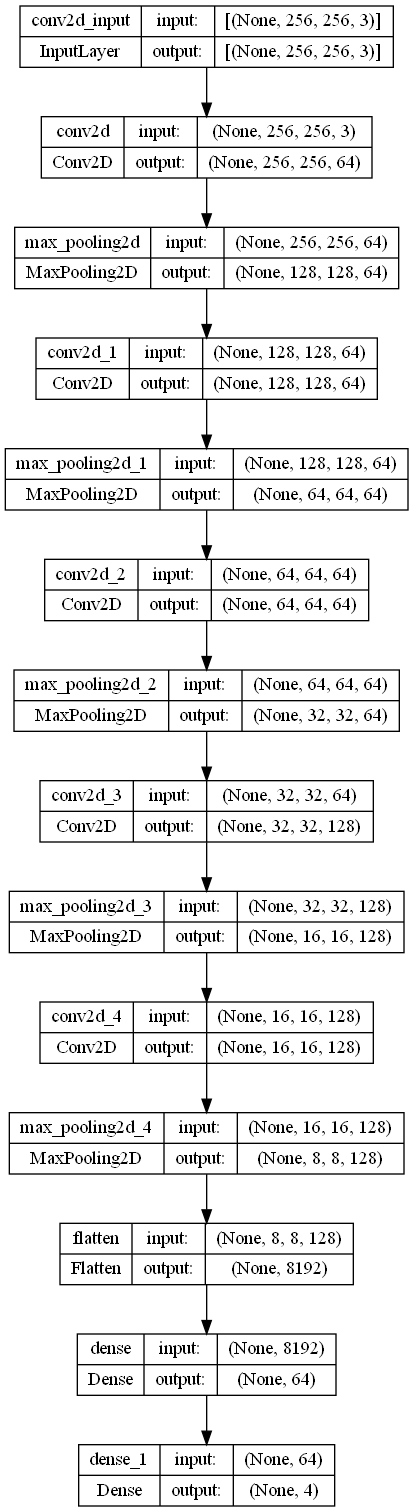 conv2d_input input: [(None, 256, 256, 3)]
InputLayer output: [(None, 256, 256, 3)]
conv2d input: (None, 256, 256, 3)
Conv2D output: (None, 256, 256, 64)
max_pooling2d input: (None, 256, 256, 64)
MaxPooling2D output: (None, 128, 128, 64)
conv2d_1 input: (None, 128, 128, 64)
Conv2D output: (None, 128, 128, 64)
max_pooling2d_1 input: (None, 128, 128, 64)
MaxPooling2D output: (None, 64, 64, 64)
conv2d_2 input: (None, 64, 64, 64)
Conv2D output: (None, 64, 64, 64)
max_pooling2d_2 input: (None, 64, 64, 64)
MaxPooling2D output: (None, 32, 32, 64)
conv2d_3 input: (None, 32, 32, 64)
Conv2D output: (None, 32, 32, 128)
max_pooling2d_3 input: (None, 32, 32, 128)
MaxPooling2D output: (None, 16, 16, 128)
conv2d_4 input: (None, 16, 16, 128)
Conv2D output: (None, 16, 16, 128)
max_pooling2d_4 input: (None, 16, 16, 128)
MaxPooling2D output: (None, 8, 8, 128)
flatten input: (None, 8, 8, 128)
Flatten output: (None, 8192)
dense input: (None, 8192)
Dense output: (None, 64)
dense_1 input: (None, 64)
Dense output: (None, 4)